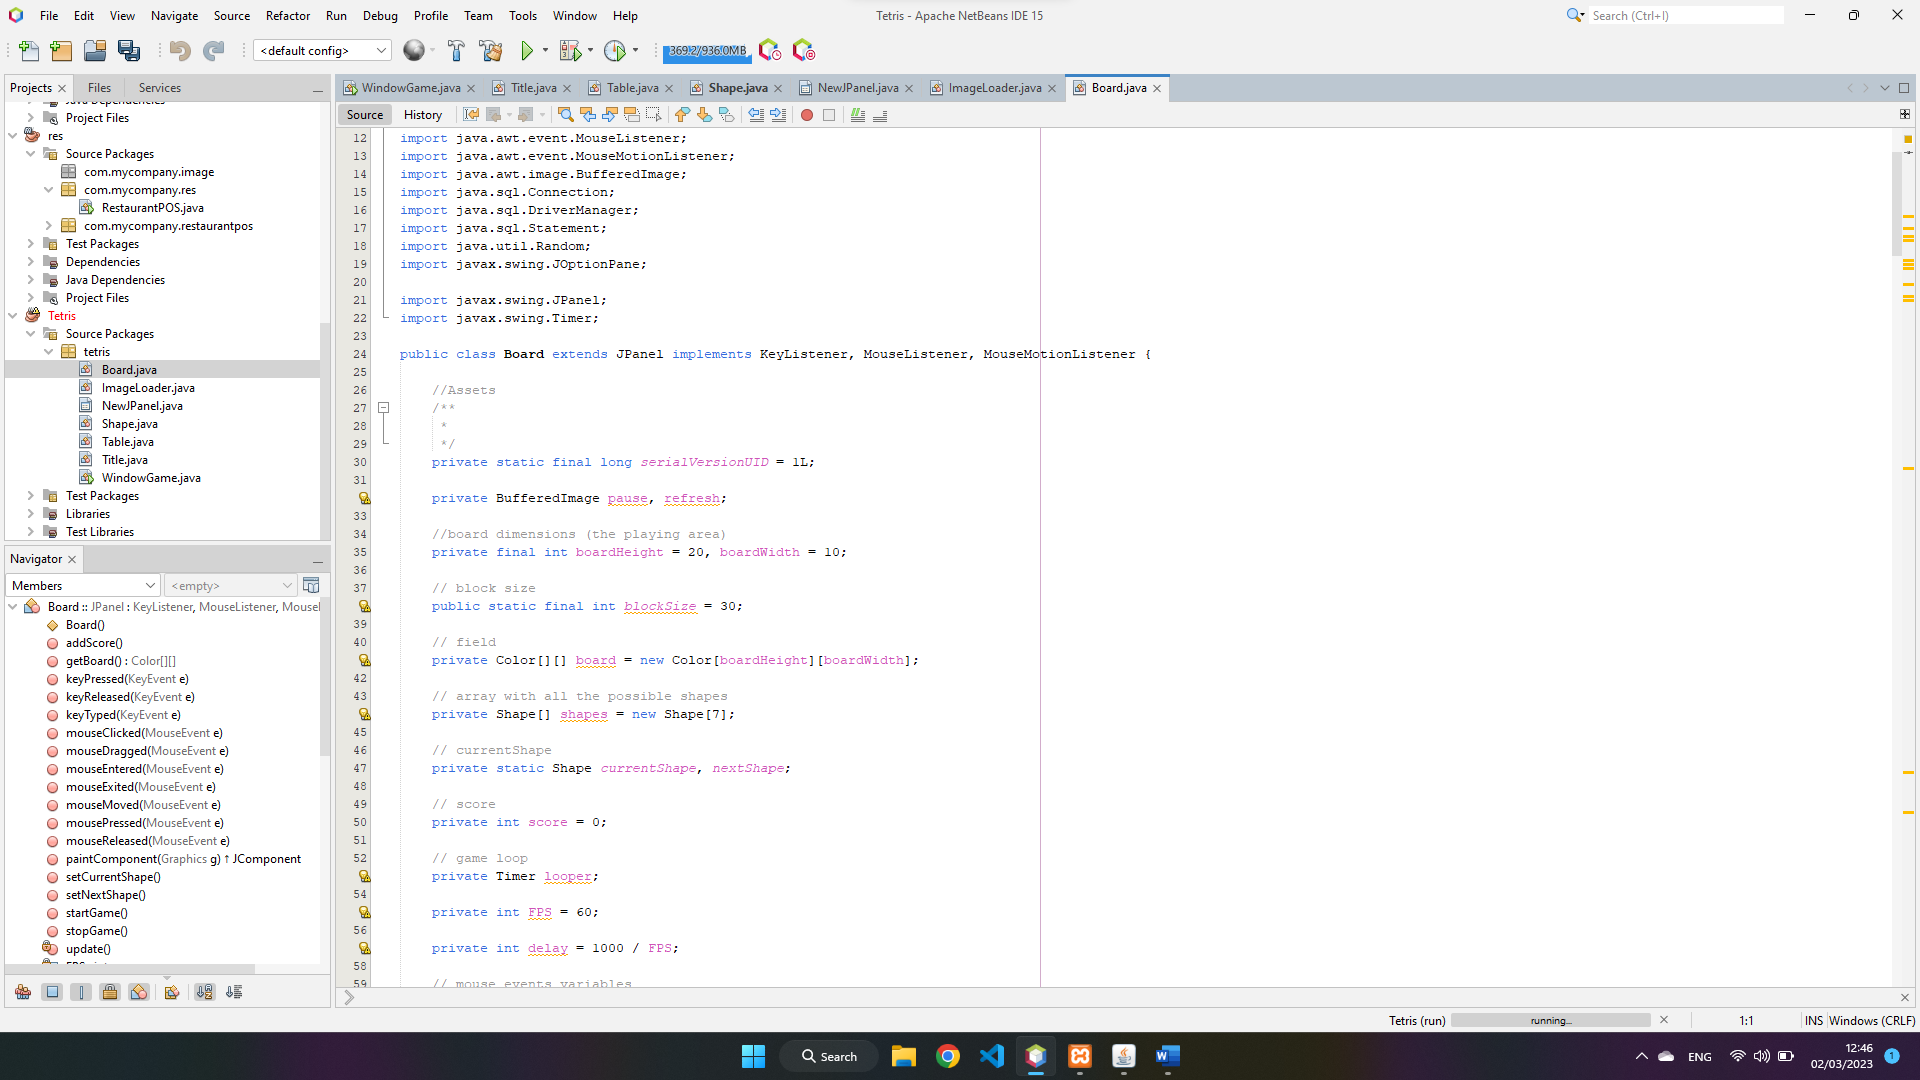 File Edit View Navigate Source Refactor Run Debug Profile Team Tools Window Help
Tetris - Apache NetBeans IDE 15
Search (Ctrl+I)
<default config>
369.2/936.0MB
Projects Files Services
Project Files
res
Source Packages
com.mycompany.image
com.mycompany.res
RestaurantPOS.java
com.mycompany.restaurantpos
Test Packages
Dependencies
Java Dependencies
Project Files
Tetris
Source Packages
tetris
Board.java
ImageLoader.java
NewJPanel.java
Shape.java
Table.java
Title.java
WindowGame.java
Test Packages
Libraries
Test Libraries
Navigator
Members
<empty>
Board :: JPanel : KeyListener, MouseListener, Mouse
Board()
addScore()
getBoard() : Color[][]
keyPressed(KeyEvent e)
keyReleased(KeyEvent e)
keyTyped(KeyEvent e)
mouseClicked(MouseEvent e)
mouseDragged(MouseEvent e)
mouseEntered(MouseEvent e)
mouseExited(MouseEvent e)
mouseMoved(MouseEvent e)
mousePressed(MouseEvent e)
mouseReleased(MouseEvent e)
paintComponent(Graphics g) ↑ JComponent
setCurrentShape()
setNextShape()
startGame()
stopGame()
update()
WindowGame.java Title.java Table.java Shape.java NewJPanel.java ImageLoader.java Board.java
Source History
12 import java.awt.event.MouseListener;
13 import java.awt.event.MouseMotionListener;
14 import java.awt.image.BufferedImage;
15 import java.sql.Connection;
16 import java.sql.DriverManager;
17 import java.sql.Statement;
18 import java.util.Random;
19 import javax.swing.JOptionPane;
20
21 import javax.swing.JPanel;
22 import javax.swing.Timer;
23
24 public class Board extends JPanel implements KeyListener, MouseListener, MouseMotionListener {
25
26 //Assets
27 /**
28 *
29 */
30 private static final long serialVersionUID = 1L;
31
private BufferedImage pause, refresh;
33
34 //board dimensions (the playing area)
35 private final int boardHeight = 20, boardWidth = 10;
36
37 // block size
public static final int blockSize = 30;
39
40 // field
private Color[][] board = new Color[boardHeight][boardWidth];
42
43 // array with all the possible shapes
private Shape[] shapes = new Shape[7];
45
46 // currentShape
47 private static Shape currentShape, nextShape;
48
49 // score
50 private int score = 0;
51
52 // game loop
private Timer looper;
54
private int FPS = 60;
56
private int delay = 1000 / FPS;
58
59 // mouse events variables
Tetris (run) running... 1:1 INS Windows (CRLF)
Search
ENG
12:46
02/03/2023
1